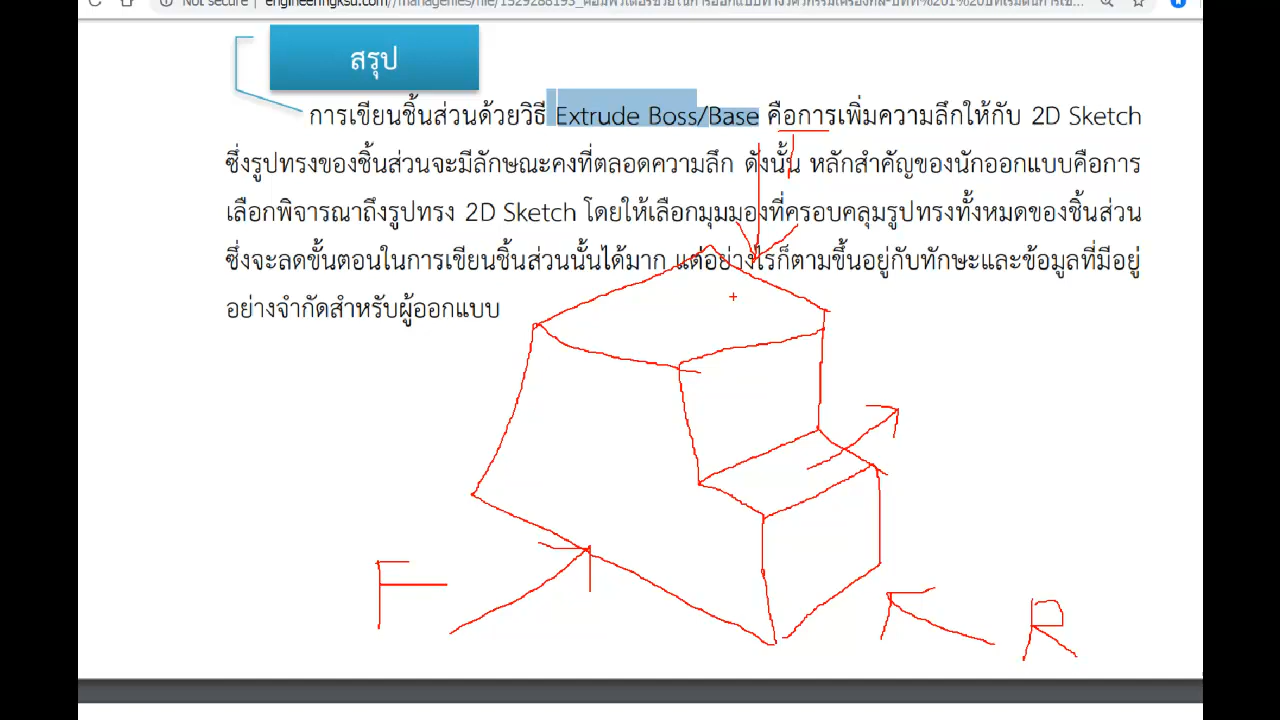 Not secure | engineeringksu.com
สรุป
การเขียนชิ้นส่วนด้วยวิธี Extrude Boss/Base คือการเพิ่มความลึกให้กับ 2D Sketch
ซึ่งรูปทรงของชิ้นส่วนจะมีลักษณะคงที่ตลอดความลึก ดังนั้น หลักสำคัญของนักออกแบบคือการ
เลือกพิจารณาถึงรูปทรง 2D Sketch โดยให้เลือกมุมมองที่ครอบคลุมรูปทรงทั้งหมดของชิ้นส่วน
ซึ่งจะลดขั้นตอนในการเขียนชิ้นส่วนนั้นได้มาก แต่อย่างไรก็ตามขึ้นอยู่กับทักษะและข้อมูลที่มีอยู่
อย่างจำกัดสำหรับผู้ออกแบบ
T
F
R